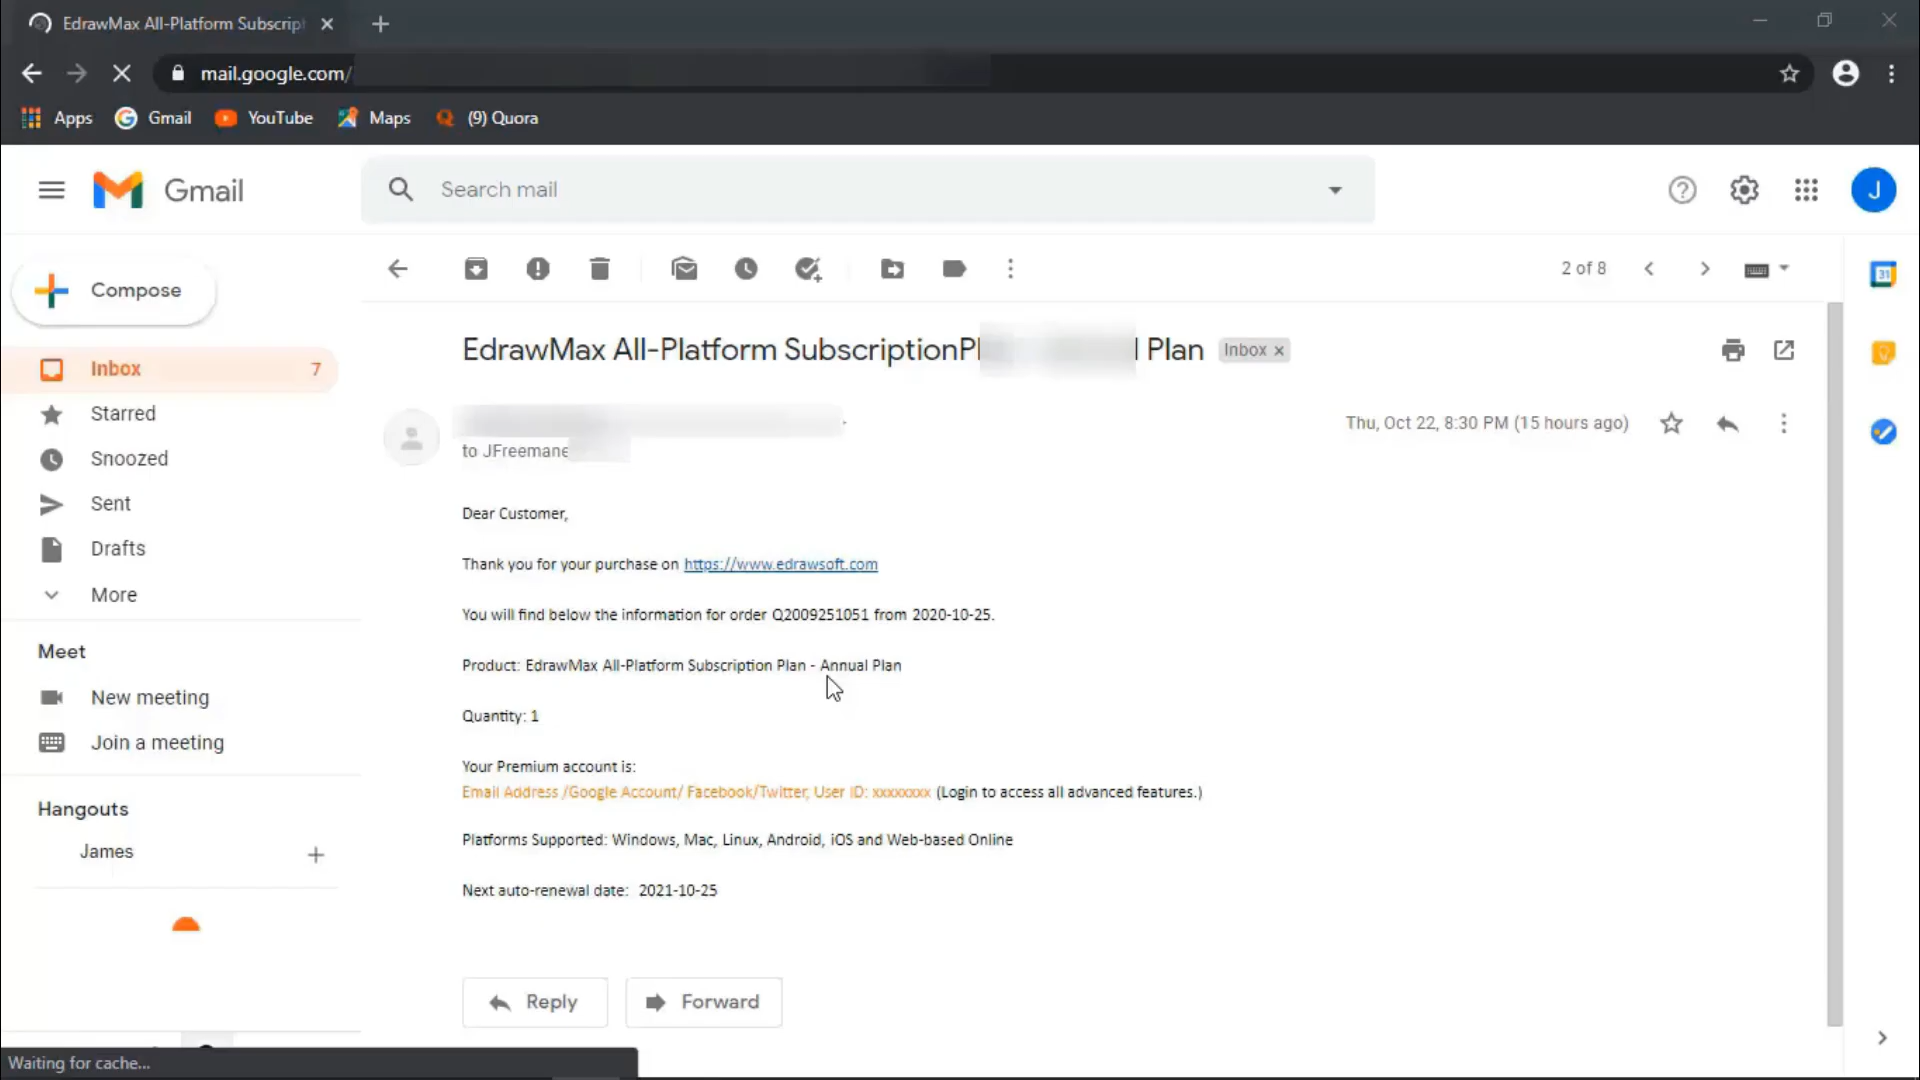 EdrawMax All-Platform Subscript
mail.google.com/
Apps Gmail YouTube Maps (9) Quora
Gmail
Search mail
J
Compose
2 of 8
31
EdrawMax All-Platform SubscriptionPl Plan Inbox ×
Inbox 7
Starred
Snoozed
Sent
Drafts
More
Meet
New meeting
Join a meeting
Hangouts
James
Thu, Oct 22, 8:30 PM (15 hours ago)
to JFreemane
Dear Customer,
Thank you for your purchase on https://www.edrawsoft.com
You will find below the information for order Q2009251051 from 2020-10-25.
Product: EdrawMax All-Platform Subscription Plan - Annual Plan
Quantity: 1
Your Premium account is:
Email Address /Google Account/ Facebook/Twitter, User ID: xxxxxxxx (Login to access all advanced features.)
Platforms Supported: Windows, Mac, Linux, Android, iOS and Web-based Online
Next auto-renewal date: 2021-10-25
Reply Forward
Waiting for cache...